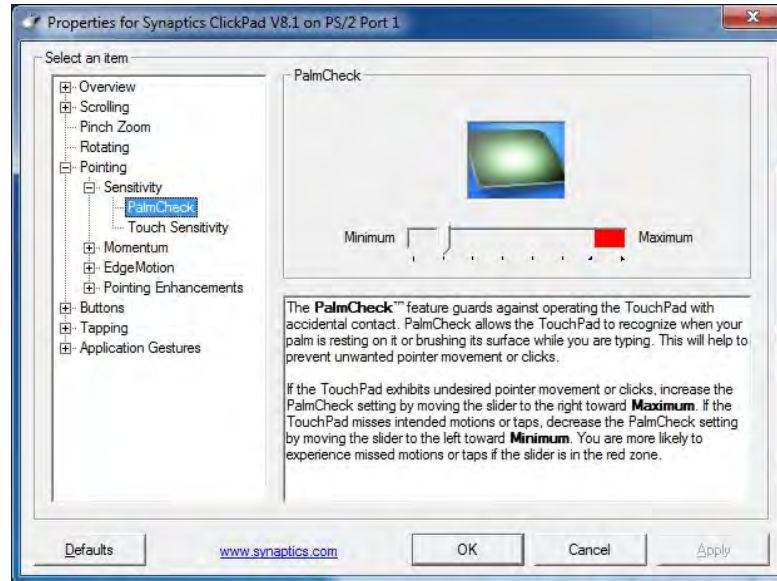 Properties for Synaptics ClickPad V8.1 on PS/2 Port 1
Select an item
Overview
Scrolling
Pinch Zoom
Rotating
Pointing
Sensitivity
PalmCheck
Touch Sensitivity
Momentum
EdgeMotion
Pointing Enhancements
Buttons
Tapping
Application Gestures
PalmCheck
Minimum
Maximum
The PalmCheck™ feature guards against operating the TouchPad with
accidental contact. PalmCheck allows the TouchPad to recognize when your
palm is resting on it or brushing its surface while you are typing. This will help to
prevent unwanted pointer movement or clicks.
If the TouchPad exhibits undesired pointer movement or clicks, increase the
PalmCheck setting by moving the slider to the right toward Maximum. If the
TouchPad misses intended motions or taps, decrease the PalmCheck setting
by moving the slider to the left toward Minimum. You are more likely to
experience missed motions or taps if the slider is in the red zone.
Defaults
www.synaptics.com
OK
Cancel
Apply